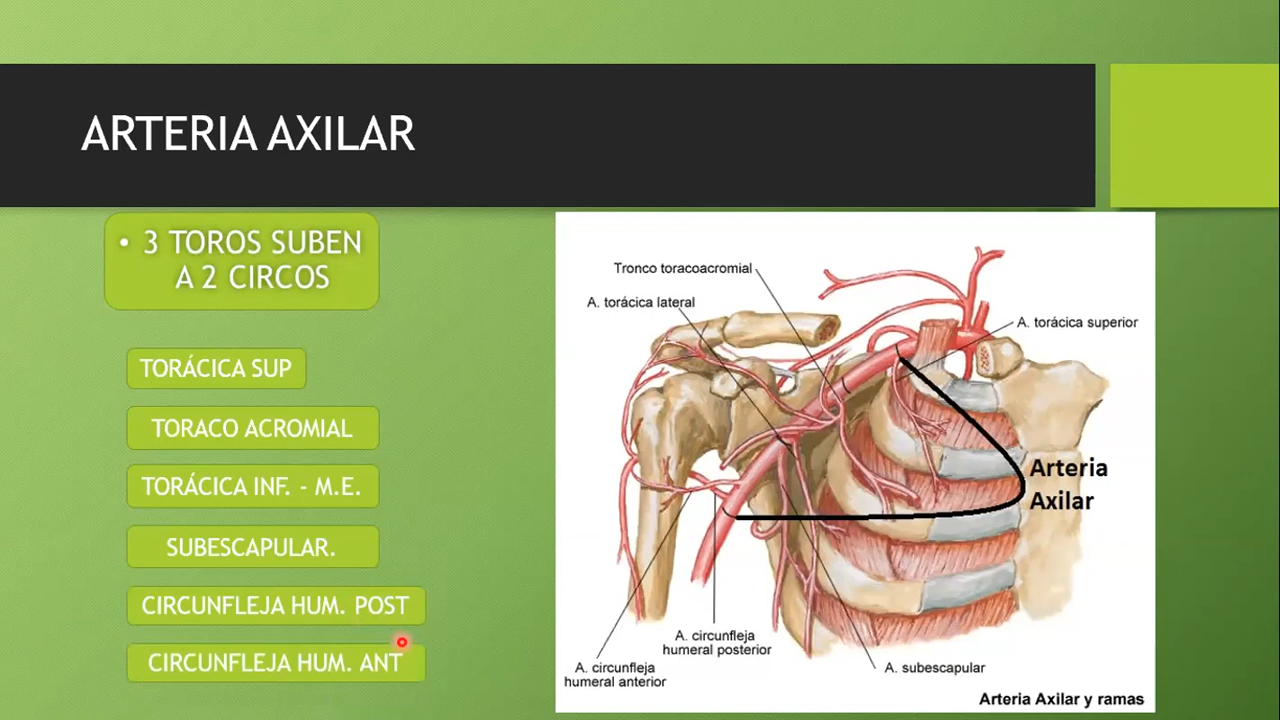 ARTERIA AXILAR
• 3 TOROS SUBEN
A 2 CIRCOS
TORÁCICA SUP
TORACO ACROMIAL
TORÁCICA INF. - M.E.
SUBESCAPULAR.
CIRCUNFLEJA HUM. POST
CIRCUNFLEJA HUM. ANT
Tronco toracoacromial
A. torácica lateral
A. torácica superior
Arteria
Axilar
A. circunfleja
humeral posterior
A. circunfleja
humeral anterior
A. subescapular
Arteria Axilar y ramas